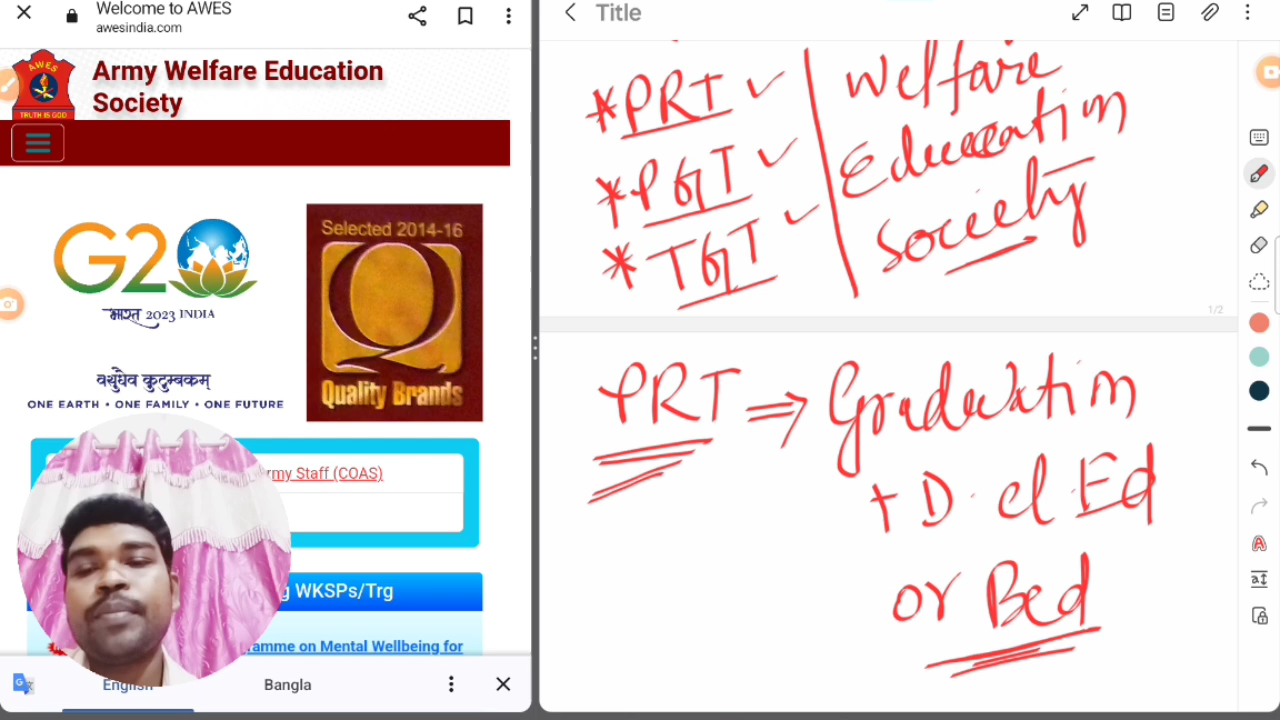 Welcome to AWES
awesindia.com
AWES
TRUTH IS GOD
Army Welfare Education
Society
G20
भारत 2023 INDIA
वसुधैव कुटुम्बकम्
ONE EARTH • ONE FAMILY • ONE FUTURE
Selected 2014-16
Q
Quality Brands
rmy Staff (COAS)
g WKSPs/Trg
ramme on Mental Wellbeing for
English
Bangla
Title
*PRT ✓ Welfare
*PGT ✓ Education
*TGT ✓ Society
1/2
PRT ⇒ Graduation
+ D.el.Ed
or Bed